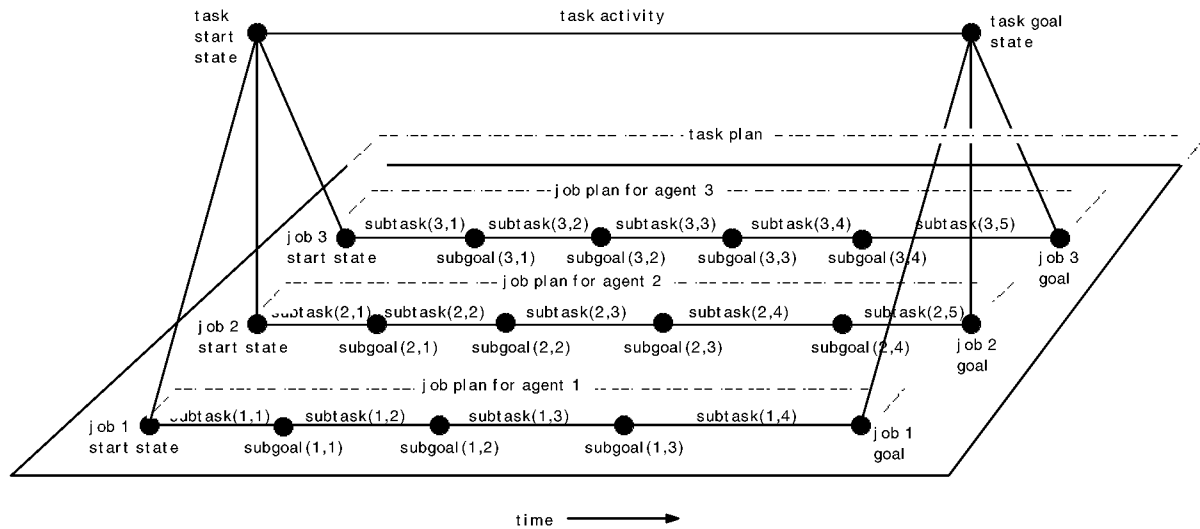 task
start
state
task activity
task goal
state
task plan
job plan for agent 3
subtask(3,1) subtask(3,2) subtask(3,3) subtask(3,4) subtask(3,5)
job 3
start state
subgoal(3,1) subgoal(3,2) subgoal(3,3) subgoal(3,4)
job 3
goal
job plan for agent 2
subtask(2,1) subtask(2,2) subtask(2,3) subtask(2,4) subtask(2,5)
job 2
start state
subgoal(2,1) subgoal(2,2) subgoal(2,3) subgoal(2,4)
job 2
goal
job plan for agent 1
subtask(1,1) subtask(1,2) subtask(1,3) subtask(1,4)
job 1
start state
subgoal(1,1) subgoal(1,2) subgoal(1,3)
job 1
goal
time